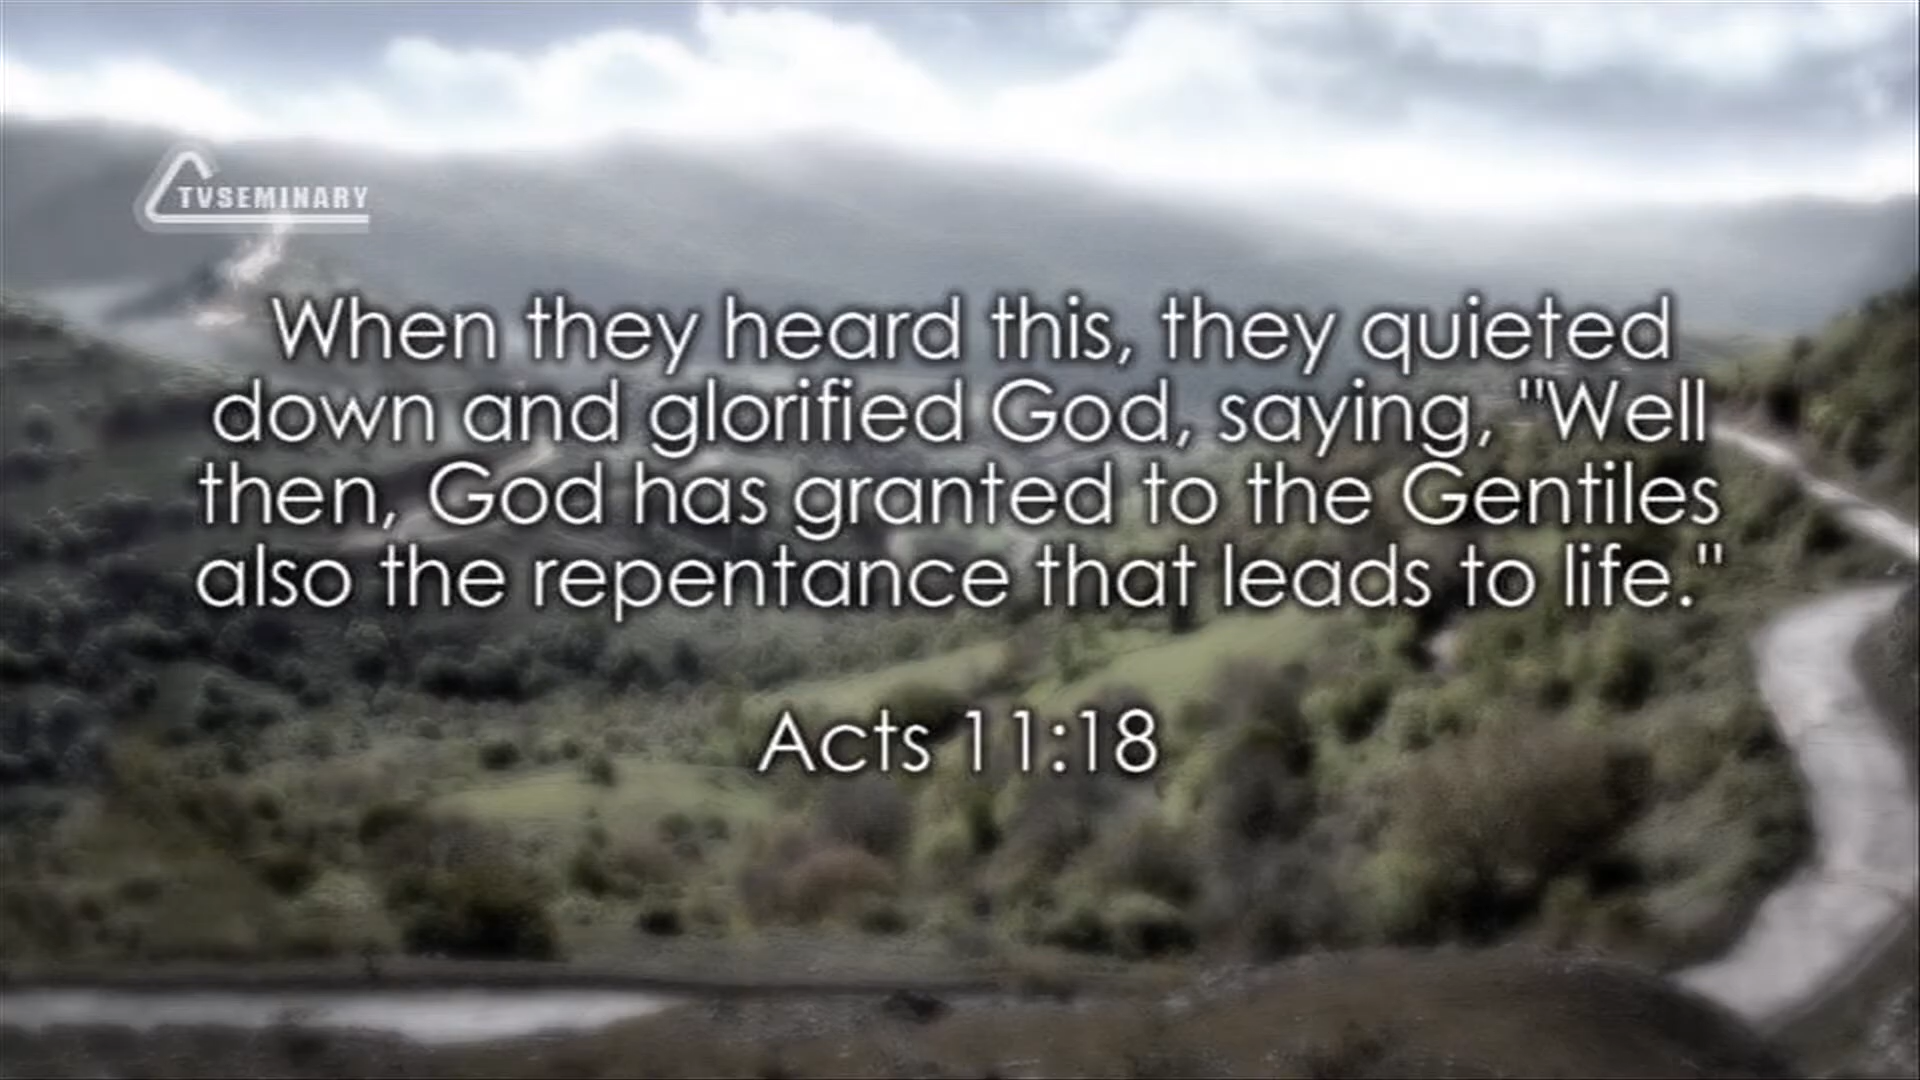 TVSEMINARY
When they heard this, they quieted
down and glorified God, saying, "Well
then, God has granted to the Gentiles
also the repentance that leads to life."
Acts 11:18